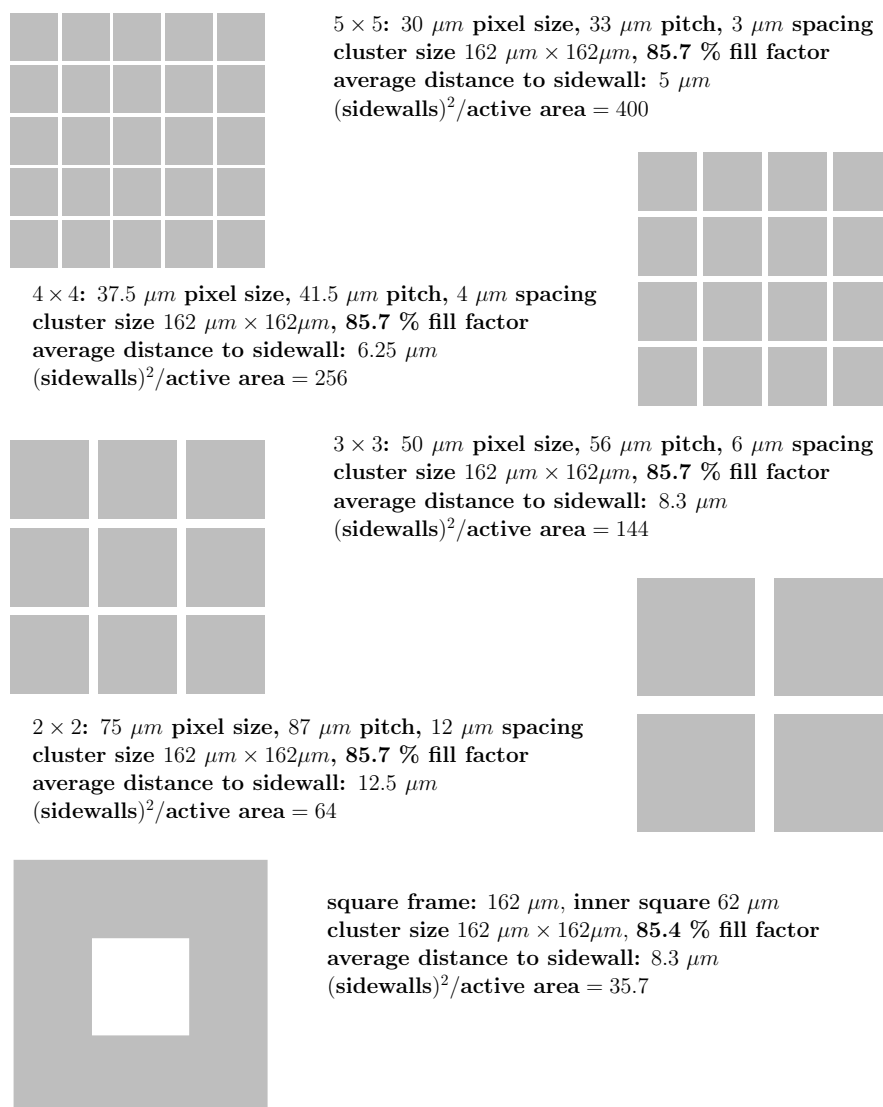 5 × 5: 30 μm pixel size, 33 μm pitch, 3 μm spacing
cluster size 162 μm × 162μm, 85.7 % fill factor
average distance to sidewall: 5 μm
(sidewalls)²/active area = 400
4 × 4: 37.5 μm pixel size, 41.5 μm pitch, 4 μm spacing
cluster size 162 μm × 162μm, 85.7 % fill factor
average distance to sidewall: 6.25 μm
(sidewalls)²/active area = 256
3 × 3: 50 μm pixel size, 56 μm pitch, 6 μm spacing
cluster size 162 μm × 162μm, 85.7 % fill factor
average distance to sidewall: 8.3 μm
(sidewalls)²/active area = 144
2 × 2: 75 μm pixel size, 87 μm pitch, 12 μm spacing
cluster size 162 μm × 162μm, 85.7 % fill factor
average distance to sidewall: 12.5 μm
(sidewalls)²/active area = 64
square frame: 162 μm, inner square 62 μm
cluster size 162 μm × 162μm, 85.4 % fill factor
average distance to sidewall: 8.3 μm
(sidewalls)²/active area = 35.7